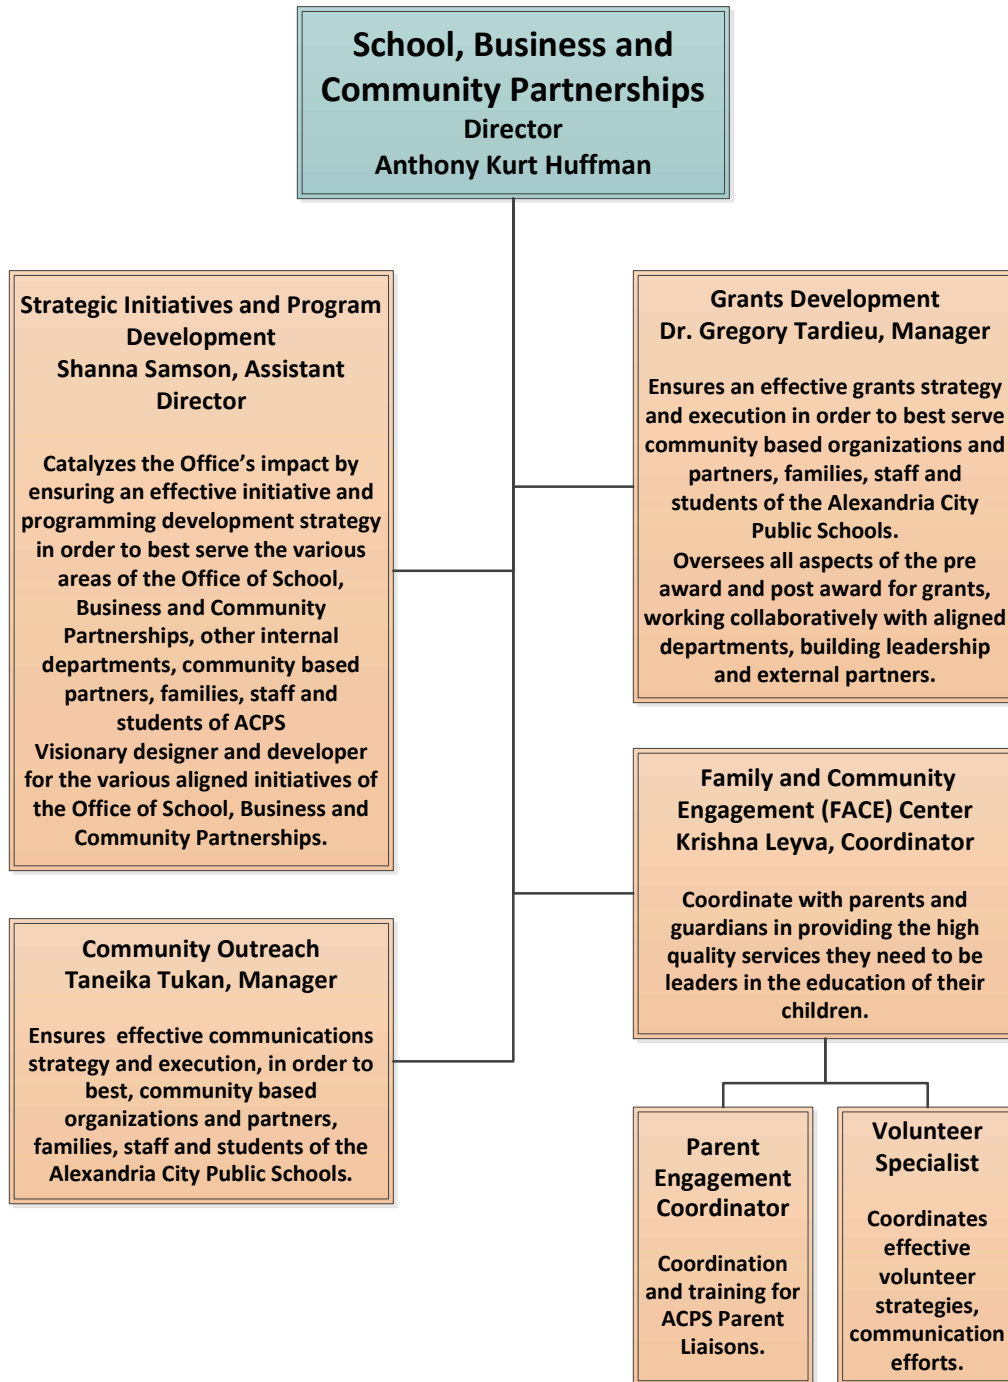 School, Business and
Community Partnerships
Director
Anthony Kurt Huffman
Strategic Initiatives and Program
Development
Shanna Samson, Assistant
Director
Catalyzes the Office’s impact by
ensuring an effective initiative and
programming development strategy
in order to best serve the various
areas of the Office of School,
Business and Community
Partnerships, other internal
departments, community based
partners, families, staff and
students of ACPS
Visionary designer and developer
for the various aligned initiatives of
the Office of School, Business and
Community Partnerships.
Grants Development
Dr. Gregory Tardieu, Manager
Ensures an effective grants strategy
and execution in order to best serve
community based organizations and
partners, families, staff and
students of the Alexandria City
Public Schools.
Oversees all aspects of the pre
award and post award for grants,
working collaboratively with aligned
departments, building leadership
and external partners.
Community Outreach
Taneika Tukan, Manager
Ensures  effective communications
strategy and execution, in order to
best, community based
organizations and partners,
families, staff and students of the
Alexandria City Public Schools.
Family and Community
Engagement (FACE) Center
Krishna Leyva, Coordinator
Coordinate with parents and
guardians in providing the high
quality services they need to be
leaders in the education of their
children.
Parent
Engagement
Coordinator
Coordination
and training for
ACPS Parent
Liaisons.
Volunteer
Specialist
Coordinates
effective
volunteer
strategies,
communication
efforts.